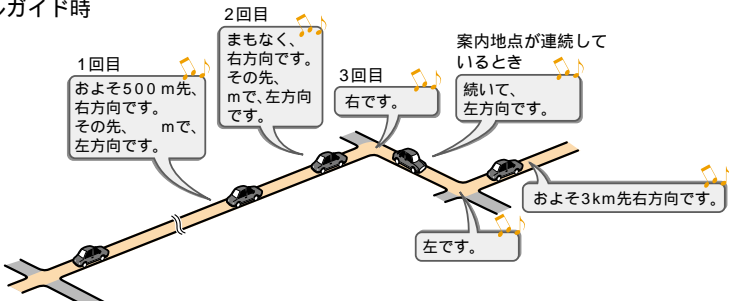 ルガイド時
1回目
およそ500m先、
右方向です。
その先、　　mで、
左方向です。
2回目
まもなく、
右方向です。
その先、
mで、左方向
です。
3回目
右です。
案内地点が連続して
いるとき
続いて、
左方向です。
左です。
およそ3km先右方向です。